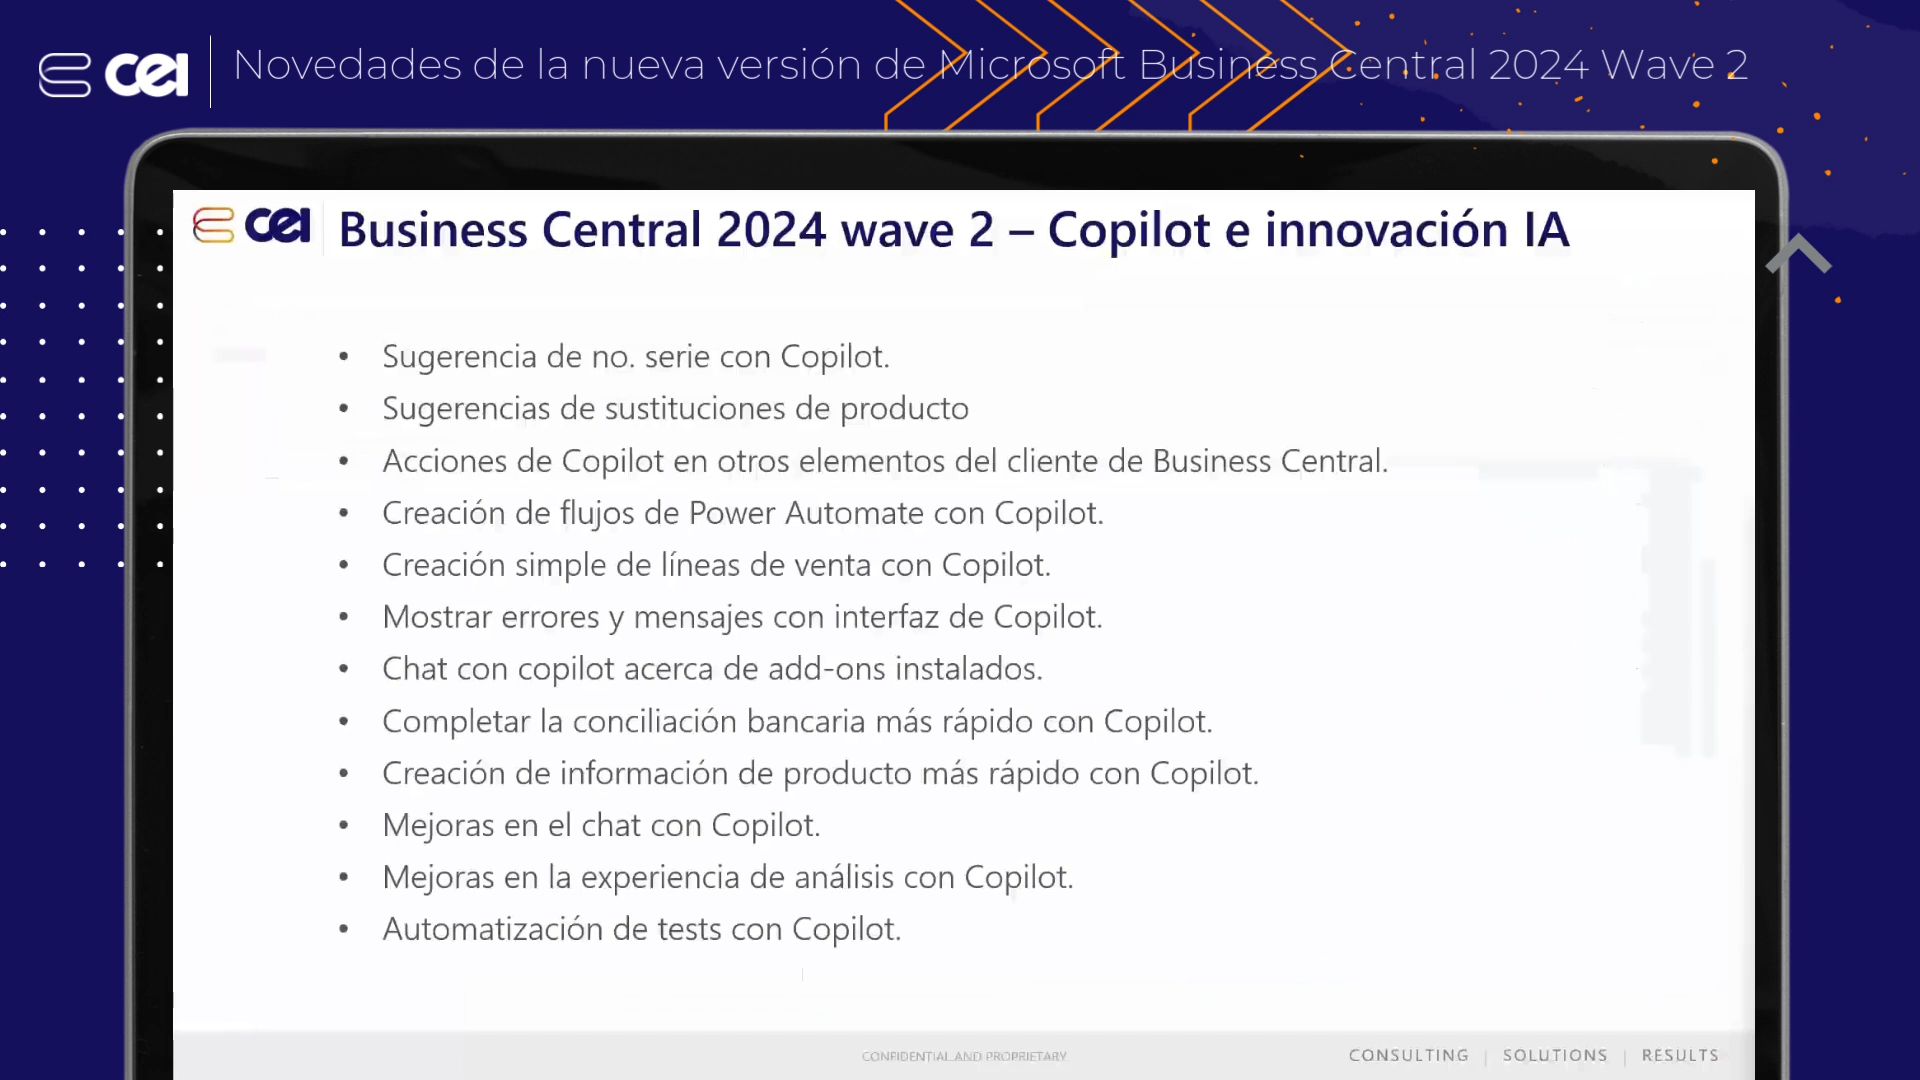 cei
Novedades de la nueva versión de Microsoft Business Central 2024 Wave 2
cei
Business Central 2024 wave 2 – Copilot e innovación IA
• Sugerencia de no. serie con Copilot.
• Sugerencias de sustituciones de producto
• Acciones de Copilot en otros elementos del cliente de Business Central.
• Creación de flujos de Power Automate con Copilot.
• Creación simple de líneas de venta con Copilot.
• Mostrar errores y mensajes con interfaz de Copilot.
• Chat con copilot acerca de add-ons instalados.
• Completar la conciliación bancaria más rápido con Copilot.
• Creación de información de producto más rápido con Copilot.
• Mejoras en el chat con Copilot.
• Mejoras en la experiencia de análisis con Copilot.
• Automatización de tests con Copilot.
CONFIDENTIAL AND PROPRIETARY
CONSULTING | SOLUTIONS | RESULTS